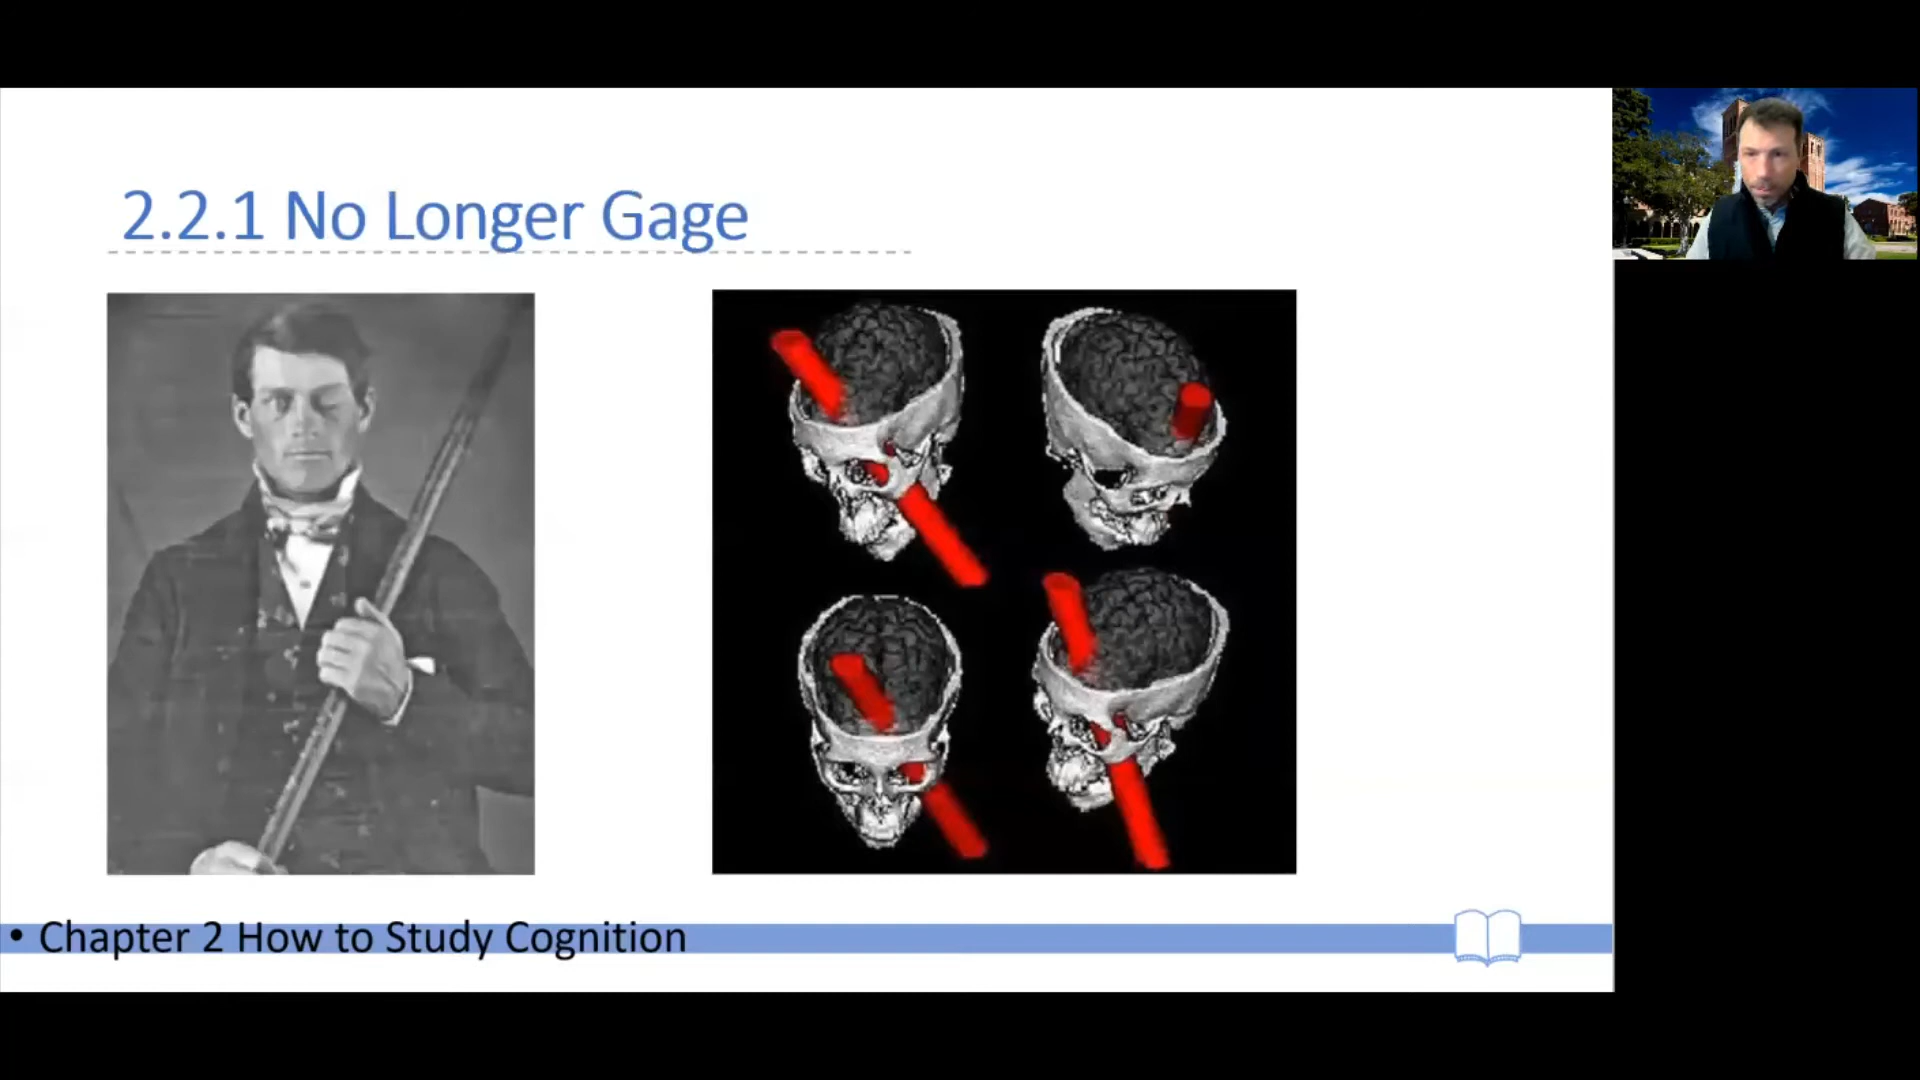 2.2.1 No Longer Gage
• Chapter 2 How to Study Cognition